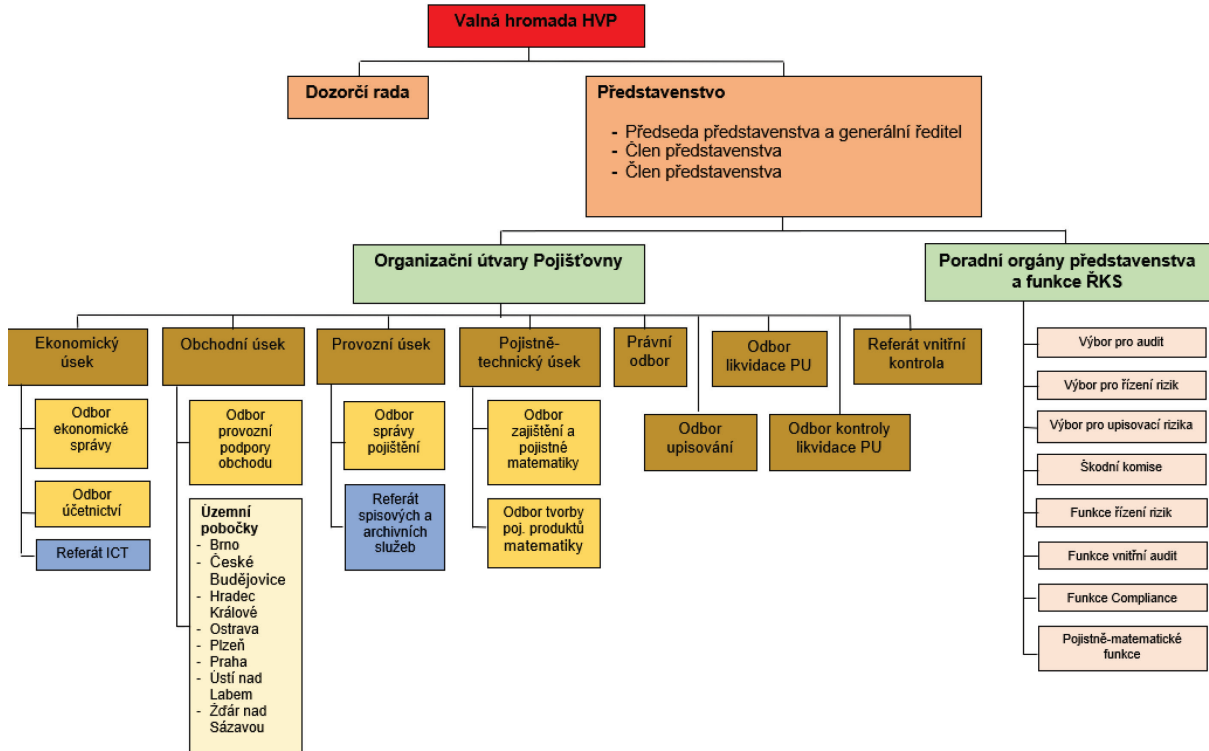 Valná hromada HVP
Dozorčí rada
Představenstvo
- Předseda představenstva a generální ředitel
- Člen představenstva
- Člen představenstva
Organizační útvary Pojišťovny
Poradní orgány představenstva
a funkce ŘKS
Ekonomický
úsek
Obchodní úsek
Provozní úsek
Pojistně-
technický úsek
Právní
odbor
Odbor
likvidace PU
Referát vnitřní
kontrola
Odbor
upisování
Odbor kontroly
likvidace PU
Odbor
ekonomické
správy
Odbor
účetnictví
Referát ICT
Odbor
provozní
podpory
obchodu
Územní
pobočky
- Brno
- České
Budějovice
- Hradec
Králové
- Ostrava
- Plzeň
- Praha
- Ústí nad
Labem
- Žďár nad
Sázavou
Odbor
správy
pojištění
Referát
spisových a
archivních
služeb
Odbor
zajištění a
pojistné
matematiky
Odbor tvorby
poj. produktů
matematiky
Výbor pro audit
Výbor pro řízení rizik
Výbor pro upisovací rizika
Škodní komise
Funkce řízení rizik
Funkce vnitřní audit
Funkce Compliance
Pojistně-matematické
funkce